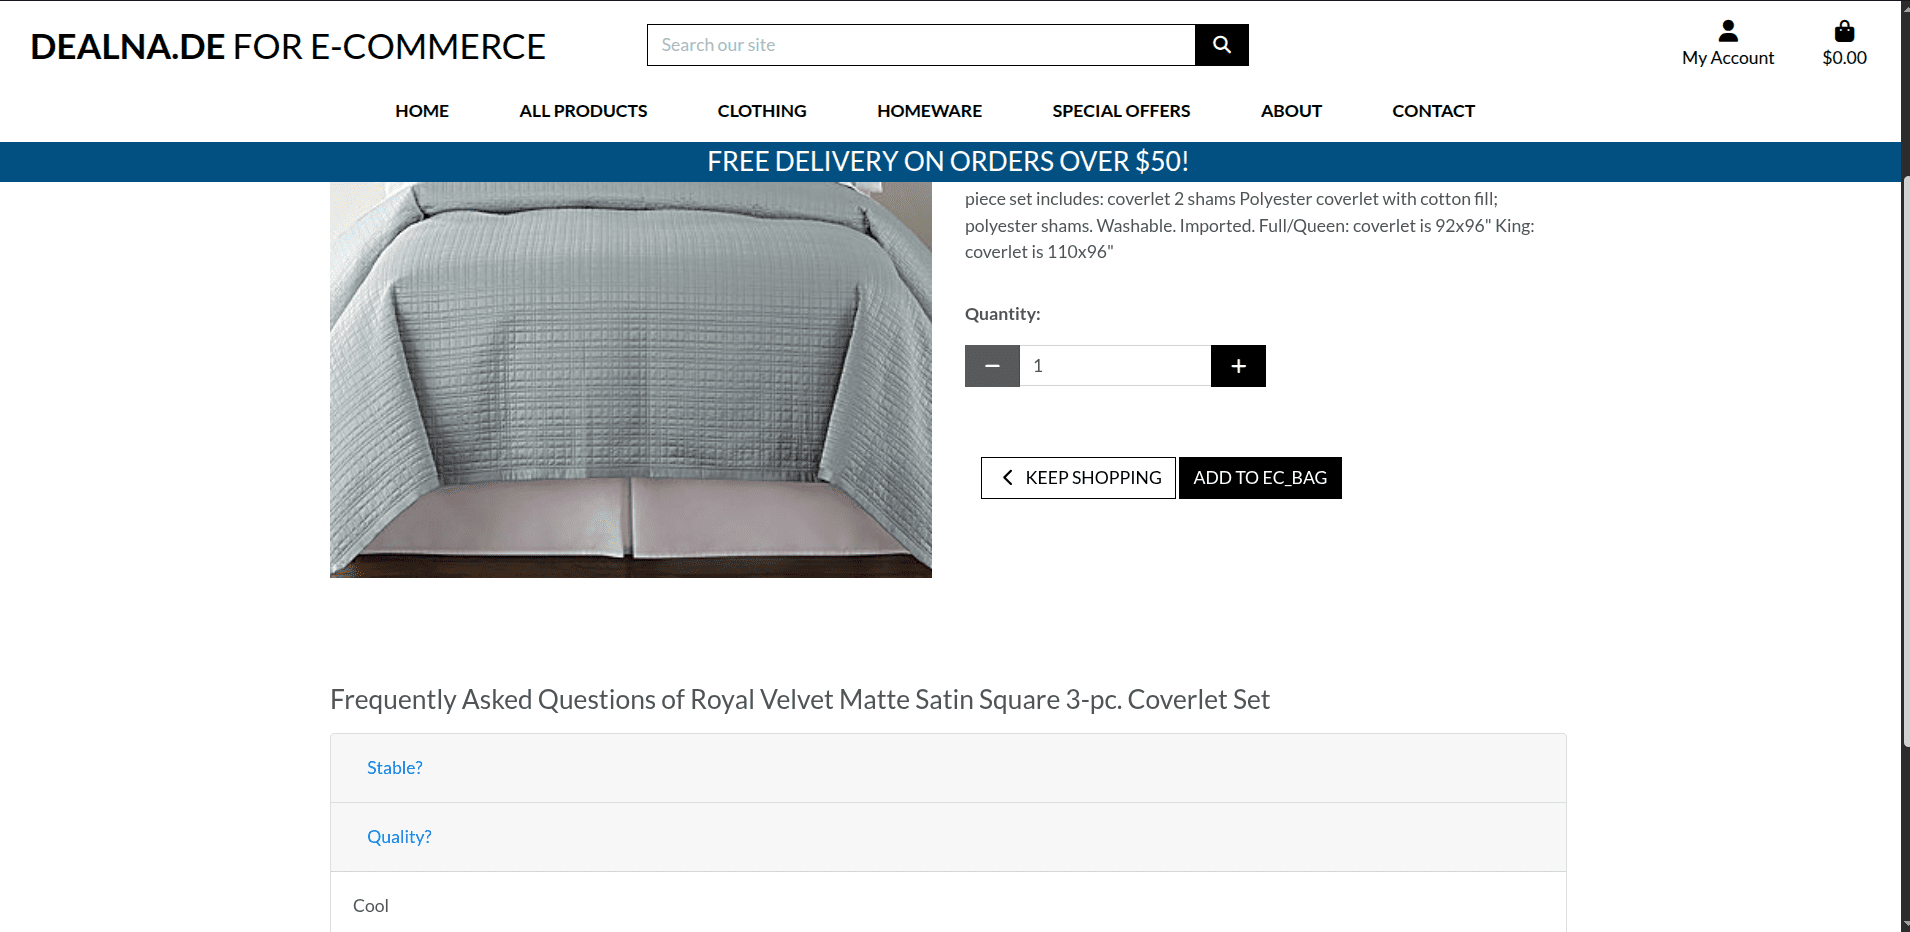 DEALNA.DE FOR E-COMMERCE
Search our site
My Account
$0.00
HOME
ALL PRODUCTS
CLOTHING
HOMEWARE
SPECIAL OFFERS
ABOUT
CONTACT
FREE DELIVERY ON ORDERS OVER $50!
piece set includes: coverlet 2 shams Polyester coverlet with cotton fill;
polyester shams. Washable. Imported. Full/Queen: coverlet is 92x96" King:
coverlet is 110x96"
Quantity:
1
KEEP SHOPPING
ADD TO EC_BAG
Frequently Asked Questions of Royal Velvet Matte Satin Square 3-pc. Coverlet Set
Stable?
Quality?
Cool